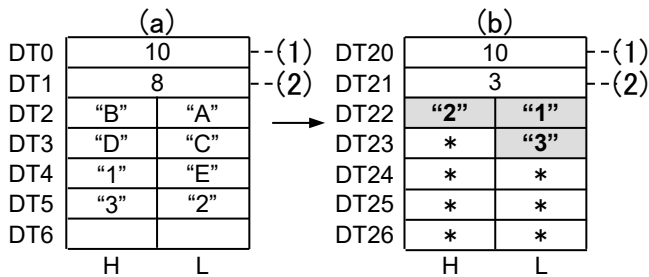 (a) (b)
DT0 10 --(1) DT20 10 --(1)
DT1 8 --(2) DT21 3 --(2)
DT2 “B” “A” DT22 “2” “1”
DT3 “D” “C” DT23 * “3”
DT4 “1” “E” DT24 * *
DT5 “3” “2” DT25 * *
DT6 DT26 * *
H L H L